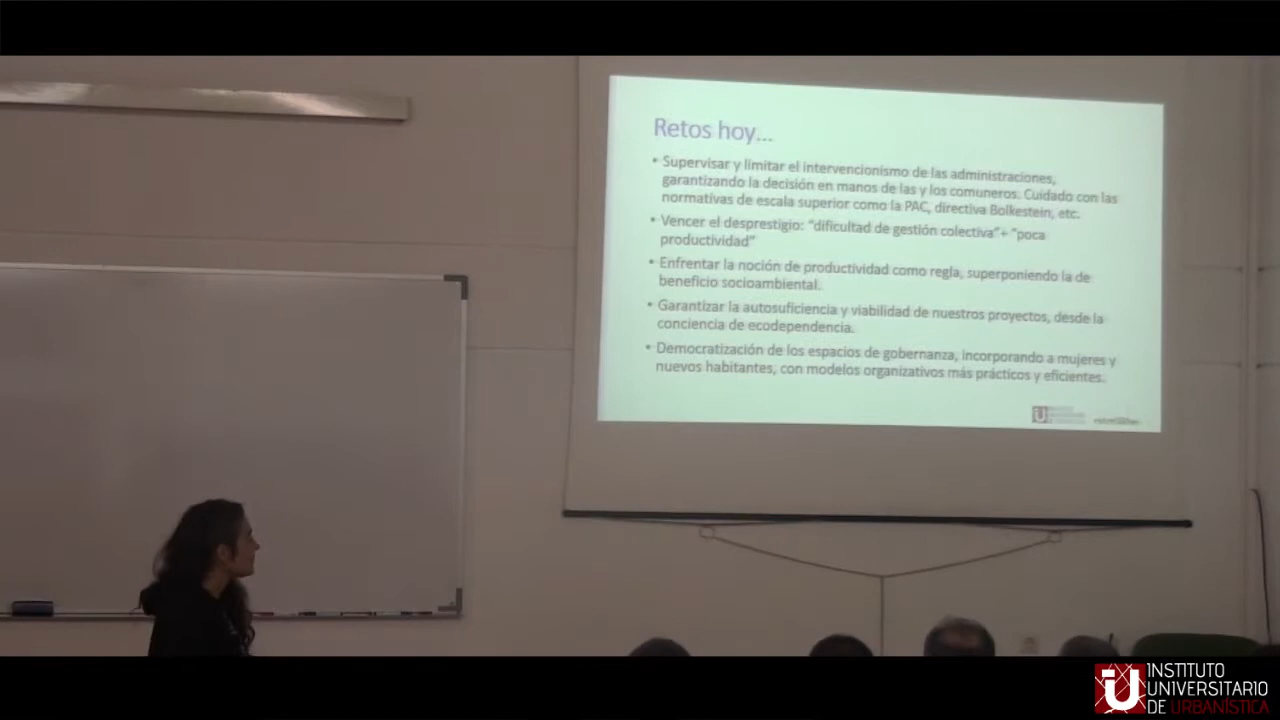 Retos hoy...
• Supervisar y limitar el intervencionismo de las administraciones,
garantizando la decisión en manos de las y los comuneros. Cuidado con las
normativas de escala superior como la PAC, directiva Bolkestein, etc.
• Vencer el desprestigio: "dificultad de gestión colectiva"+ "poca
productividad"
• Enfrentar la noción de productividad como regla, superponiendo la de
beneficio socioambiental.
• Garantizar la autosuficiencia y viabilidad de nuestros proyectos, desde la
conciencia de ecodependencia.
• Democratización de los espacios de gobernanza, incorporando a mujeres y
nuevos habitantes, con modelos organizativos más prácticos y eficientes.
INSTITUTO
UNIVERSITARIO
DE URBANÍSTICA